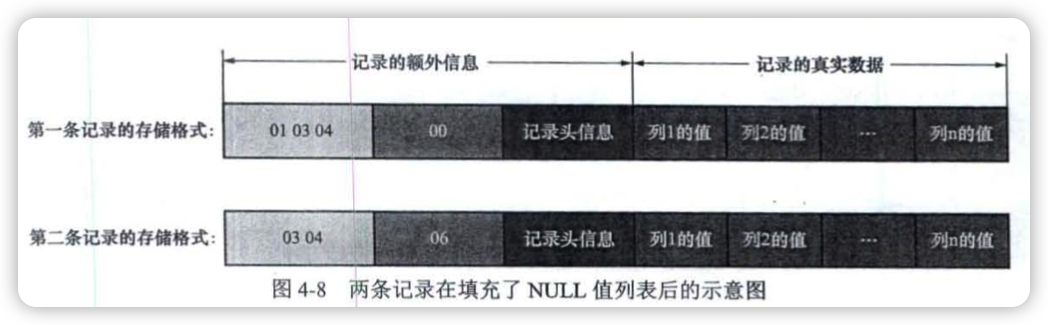 记录的额外信息 记录的真实数据
第一条记录的存储格式: 01 03 04 00 记录头信息 列1的值 列2的值 … 列n的值
第二条记录的存储格式: 03 04 06 记录头信息 列1的值 列2的值 … 列n的值
图 4-8 两条记录在填充了 NULL 值列表后的示意图